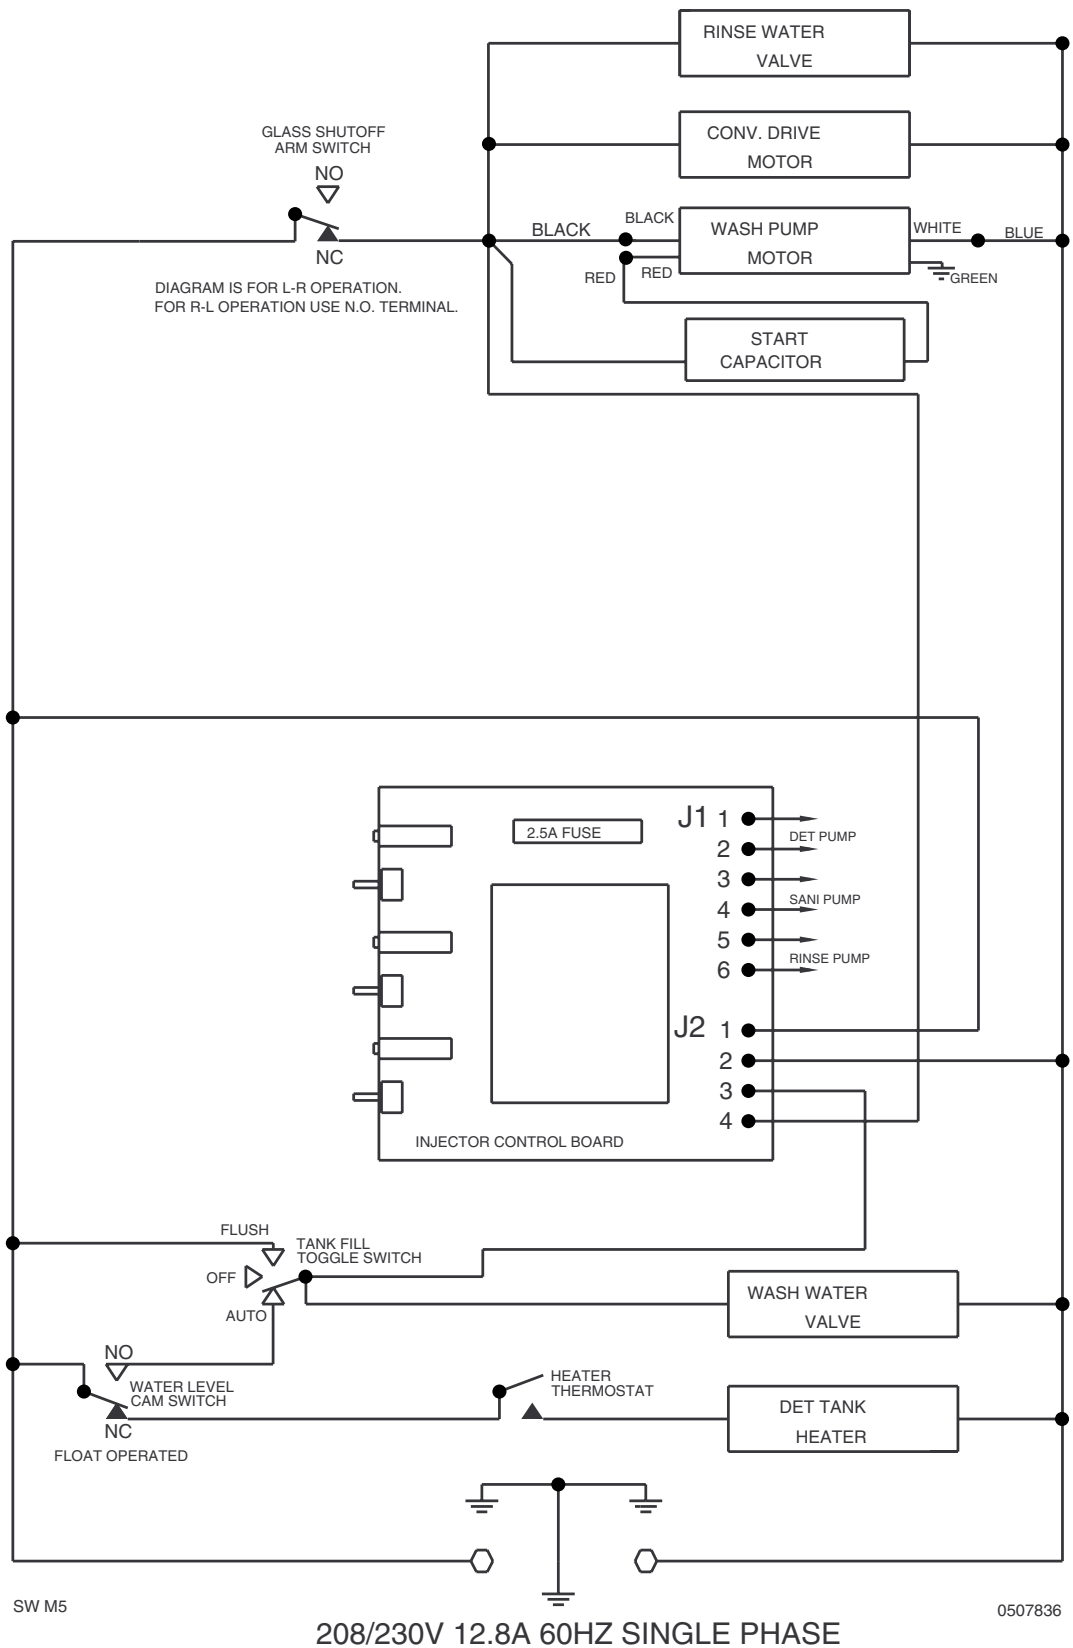 RINSE WATER
VALVE
GLASS SHUTOFF
ARM SWITCH
CONV. DRIVE
MOTOR
NO
BLACK
BLACK
WASH PUMP
MOTOR
WHITE
BLUE
NC
RED
RED
GREEN
DIAGRAM IS FOR L-R OPERATION.
FOR R-L OPERATION USE N.O. TERMINAL.
START
CAPACITOR
J1 1
2.5A FUSE
DET PUMP
2
3
SANI PUMP
4
5
RINSE PUMP
6
J2 1
2
3
4
INJECTOR CONTROL BOARD
FLUSH
TANK FILL
TOGGLE SWITCH
OFF
AUTO
WASH WATER
VALVE
NO
WATER LEVEL
CAM SWITCH
HEATER
THERMOSTAT
DET TANK
HEATER
NC
FLOAT OPERATED
SW M5
0507836
208/230V 12.8A 60HZ SINGLE PHASE